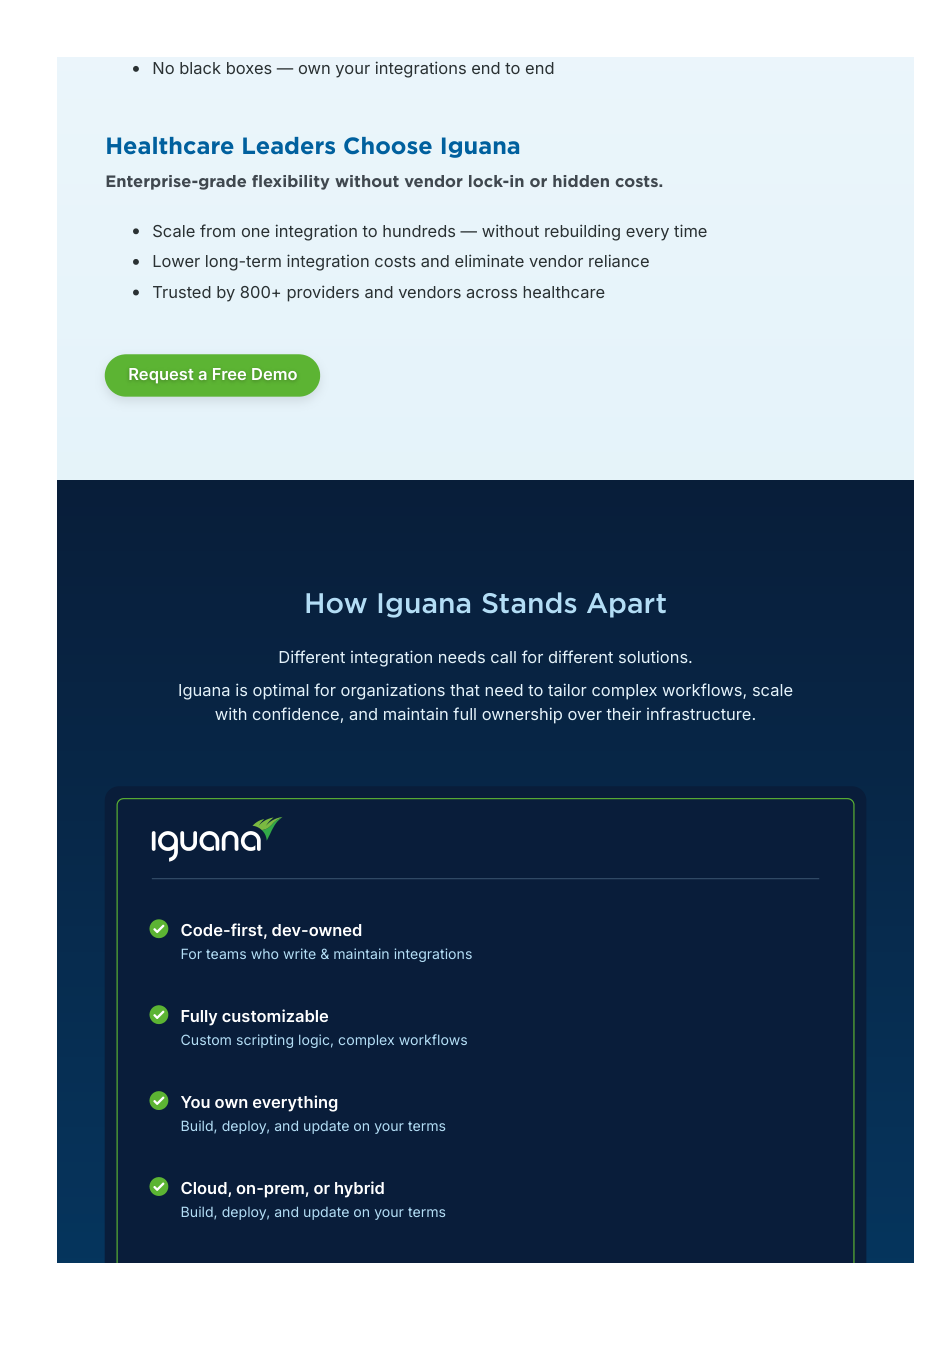 • No black boxes — own your integrations end to end
Healthcare Leaders Choose Iguana
Enterprise-grade flexibility without vendor lock-in or hidden costs.
• Scale from one integration to hundreds — without rebuilding every time
• Lower long-term integration costs and eliminate vendor reliance
• Trusted by 800+ providers and vendors across healthcare
Request a Free Demo
How Iguana Stands Apart
Different integration needs call for different solutions.
Iguana is optimal for organizations that need to tailor complex workflows, scale
with confidence, and maintain full ownership over their infrastructure.
iguana
Code-first, dev-owned
For teams who write & maintain integrations
Fully customizable
Custom scripting logic, complex workflows
You own everything
Build, deploy, and update on your terms
Cloud, on-prem, or hybrid
Build, deploy, and update on your terms